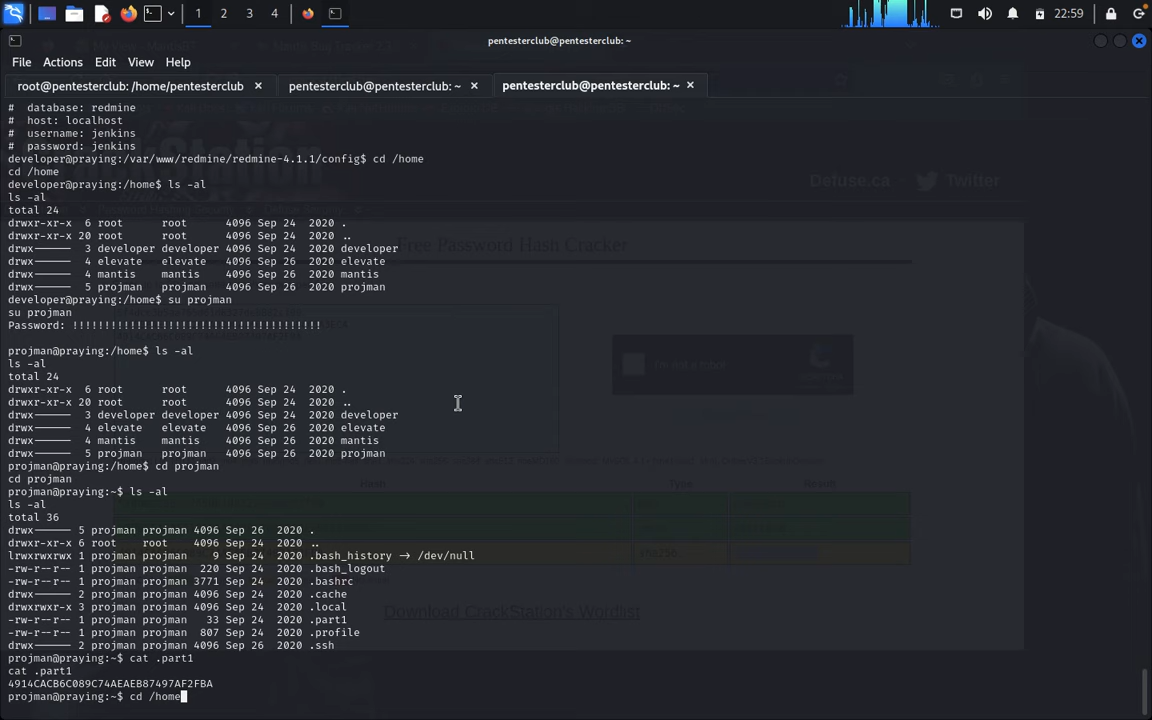 1 2 3 4 22:59
pentesterclub@pentesterclub: ~
File Actions Edit View Help
root@pentesterclub: /home/pentesterclub pentesterclub@pentesterclub: ~ pentesterclub@pentesterclub: ~
# database: redmine
# host: localhost
# username: jenkins
# password: jenkins
developer@praying:/var/www/redmine/redmine-4.1.1/config$ cd /home
cd /home
developer@praying:/home$ ls -al
ls -al
total 24
drwxr-xr-x 6 root root 4096 Sep 24 2020 .
drwxr-xr-x 20 root root 4096 Sep 24 2020 ..
drwx------ 3 developer developer 4096 Sep 24 2020 developer
drwx------ 4 elevate elevate 4096 Sep 26 2020 elevate
drwx------ 4 mantis mantis 4096 Sep 26 2020 mantis
drwx------ 5 projman projman 4096 Sep 26 2020 projman
developer@praying:/home$ su projman
su projman
Password: !!!!!!!!!!!!!!!!!!!!!!!!!!!!!!!!!!!!!!!
projman@praying:/home$ ls -al
ls -al
total 24
drwxr-xr-x 6 root root 4096 Sep 24 2020 .
drwxr-xr-x 20 root root 4096 Sep 24 2020 ..
drwx------ 3 developer developer 4096 Sep 24 2020 developer
drwx------ 4 elevate elevate 4096 Sep 26 2020 elevate
drwx------ 4 mantis mantis 4096 Sep 26 2020 mantis
drwx------ 5 projman projman 4096 Sep 26 2020 projman
projman@praying:/home$ cd projman
cd projman
projman@praying:~$ ls -al
ls -al
total 36
drwx------ 5 projman projman 4096 Sep 26 2020 .
drwxr-xr-x 6 root root 4096 Sep 24 2020 ..
lrwxrwxrwx 1 projman projman 9 Sep 24 2020 .bash_history -> /dev/null
-rw-r--r-- 1 projman projman 220 Sep 24 2020 .bash_logout
-rw-r--r-- 1 projman projman 3771 Sep 24 2020 .bashrc
drwx------ 2 projman projman 4096 Sep 24 2020 .cache
drwxrwxr-x 3 projman projman 4096 Sep 24 2020 .local
-rw-r--r-- 1 projman projman 33 Sep 24 2020 .part1
-rw-r--r-- 1 projman projman 807 Sep 24 2020 .profile
drwx------ 2 projman projman 4096 Sep 26 2020 .ssh
projman@praying:~$ cat .part1
cat .part1
4914CACB6C089C74AEAEB87497AF2FBA
projman@praying:~$ cd /home
Defuse.ca Twitter
Free Password Hash Cracker
I'm not a robot
Hash Type Result
Download CrackStation's Wordlist